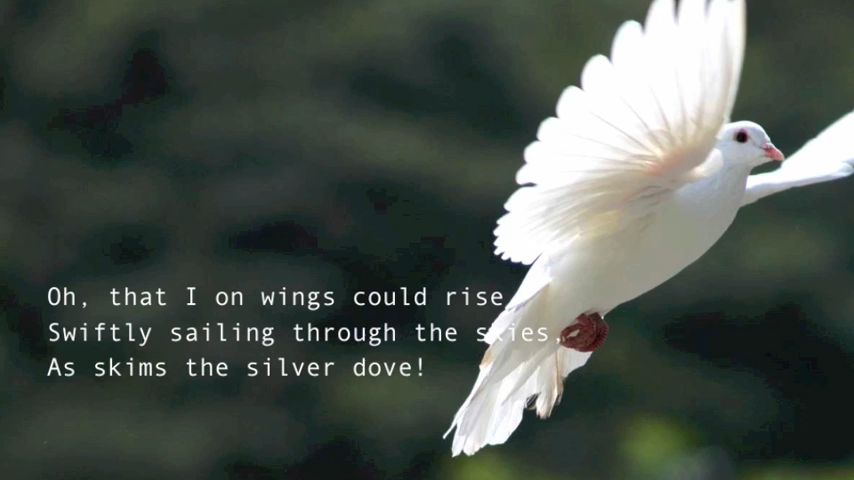 Oh, that I on wings could rise
Swiftly sailing through the skies,
As skims the silver dove!